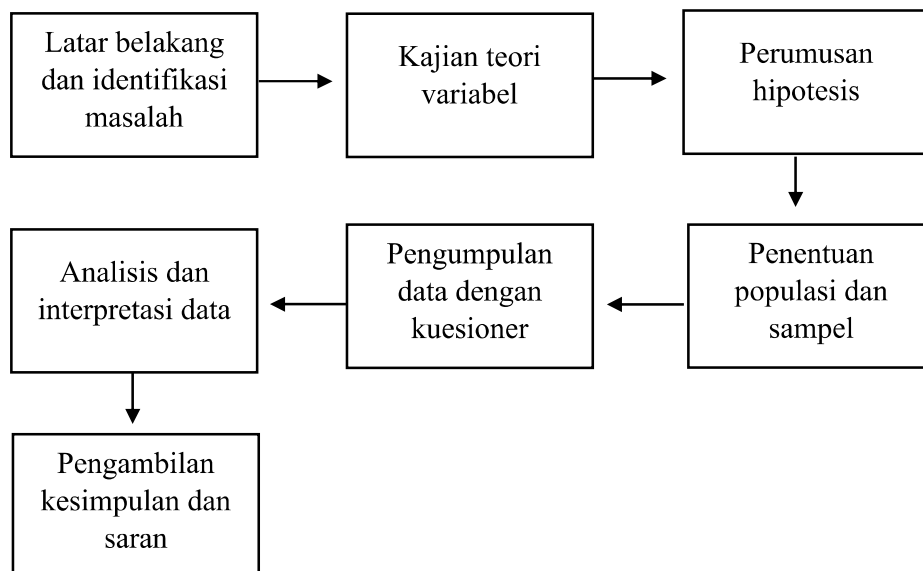 Latar belakang
dan identifikasi
masalah
Kajian teori
variabel
Perumusan
hipotesis
Penentuan
populasi dan
sampel
Pengumpulan
data dengan
kuesioner
Analisis dan
interpretasi data
Pengambilan
kesimpulan dan
saran